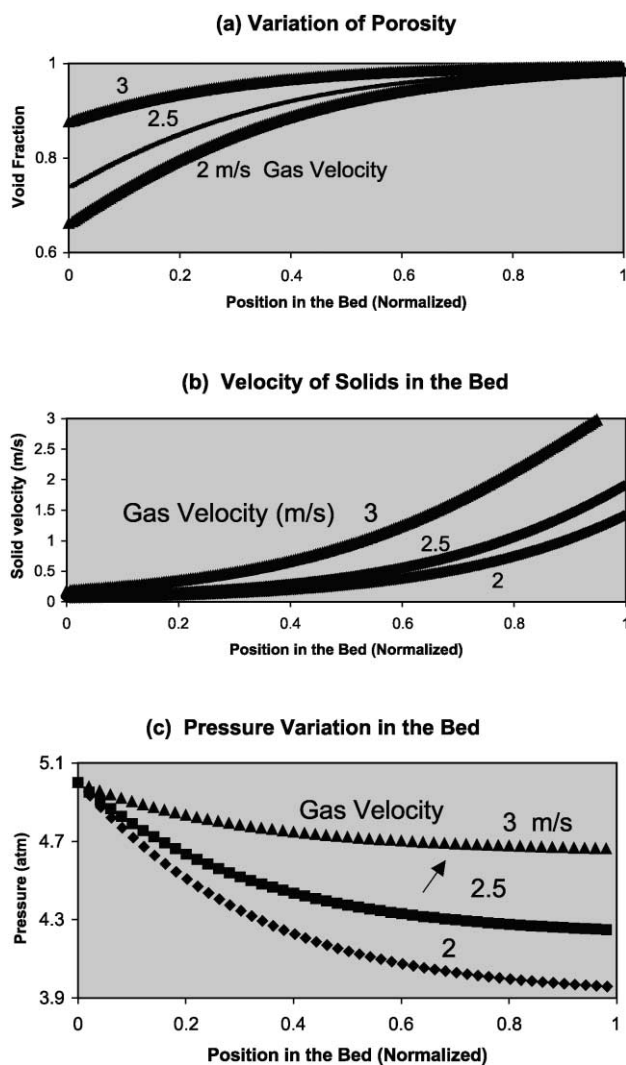 (a) Variation of Porosity
1
3
2.5
0.8
2 m/s Gas Velocity
Void Fraction
0.6
0 0.2 0.4 0.6 0.8 1
Position in the Bed (Normalized)
(b) Velocity of Solids in the Bed
3
2.5
2
Gas Velocity (m/s) 3
1.5
1
2.5
0.5
2
0
Solid velocity (m/s)
0 0.2 0.4 0.6 0.8 1
Position in the Bed (Normalized)
(c) Pressure Variation in the Bed
5.1
Gas Velocity 3 m/s
4.7
2.5
4.3
2
3.9
Pressure (atm)
0 0.2 0.4 0.6 0.8 1
Position in the Bed (Normalized)